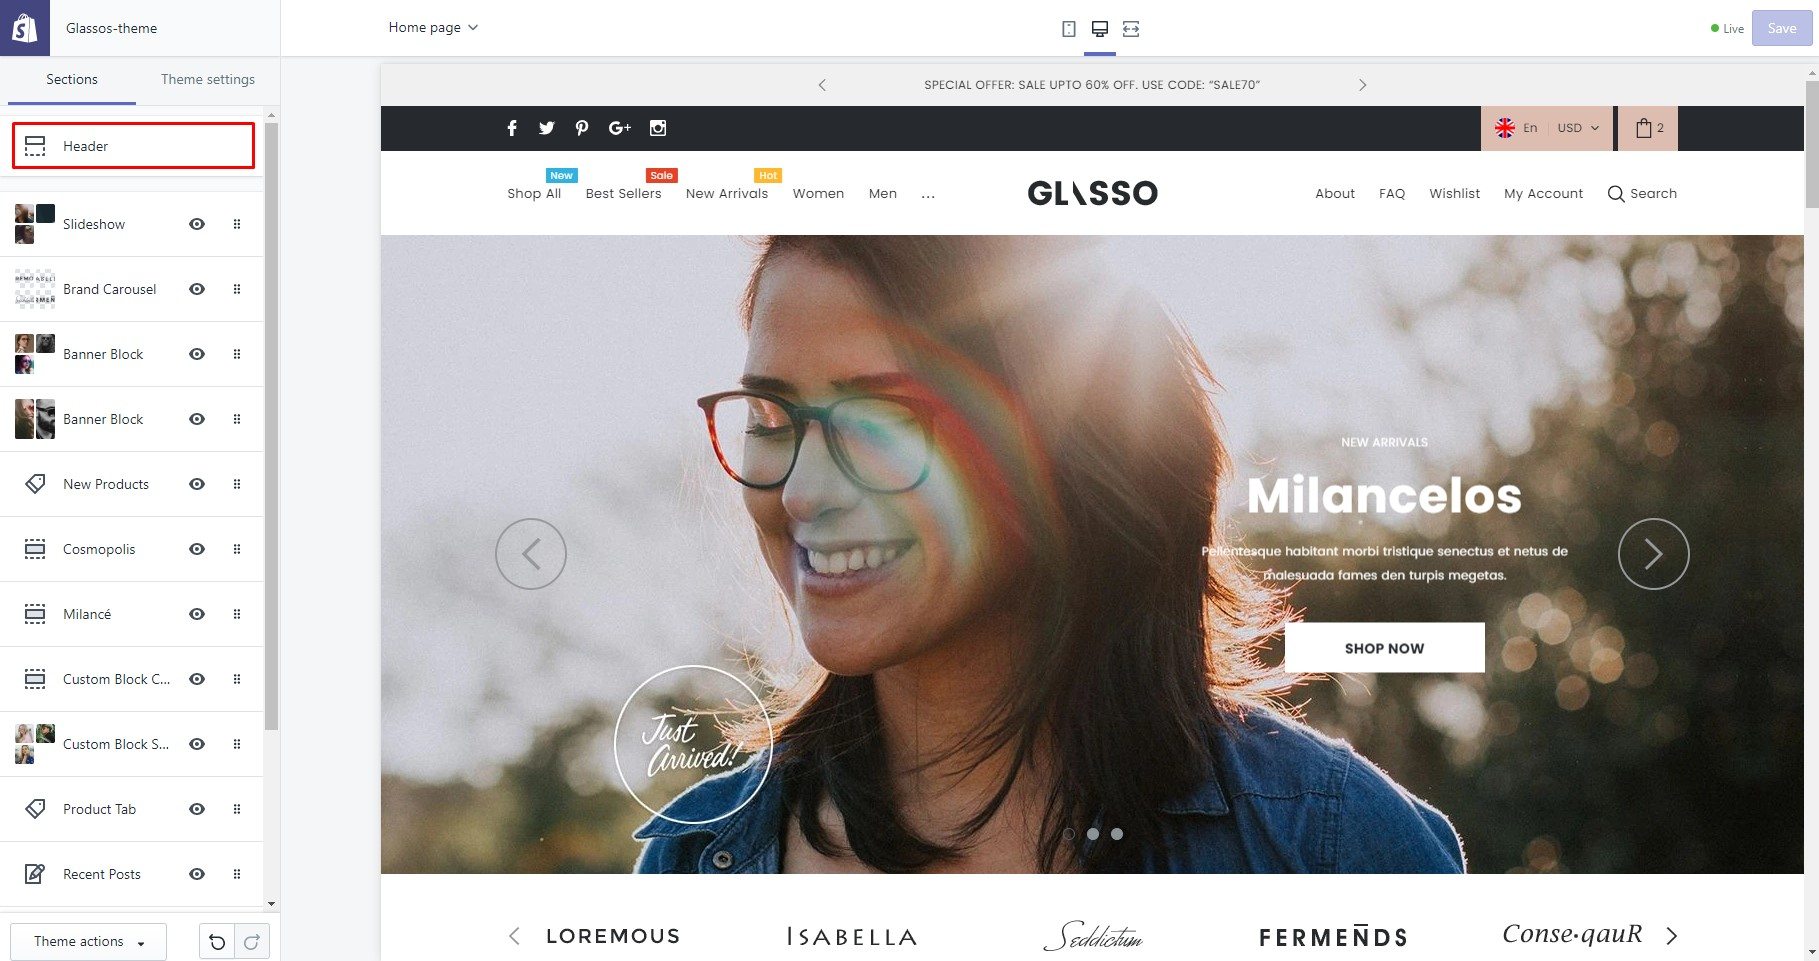 Glassos-theme
Home page
Live
Save
Sections
Theme settings
Header
Slideshow
Brand Carousel
Banner Block
Banner Block
New Products
Cosmopolis
Milancé
Custom Block C...
Custom Block S...
Product Tab
Recent Posts
Theme actions
SPECIAL OFFER: SALE UPTO 60% OFF. USE CODE: “SALE70”
En
USD
2
New
Sale
Hot
Shop All
Best Sellers
New Arrivals
Women
Men
...
GLASSO
About
FAQ
Wishlist
My Account
Search
NEW ARRIVALS
Milancelos
Pellentesque habitant morbi tristique senectus et netus de
malesuada fames den turpis megetas.
SHOP NOW
Just
Arrived!
LOREMOUS
ISABELLA
Seddictum
FERMEÑDS
Conse·qauR